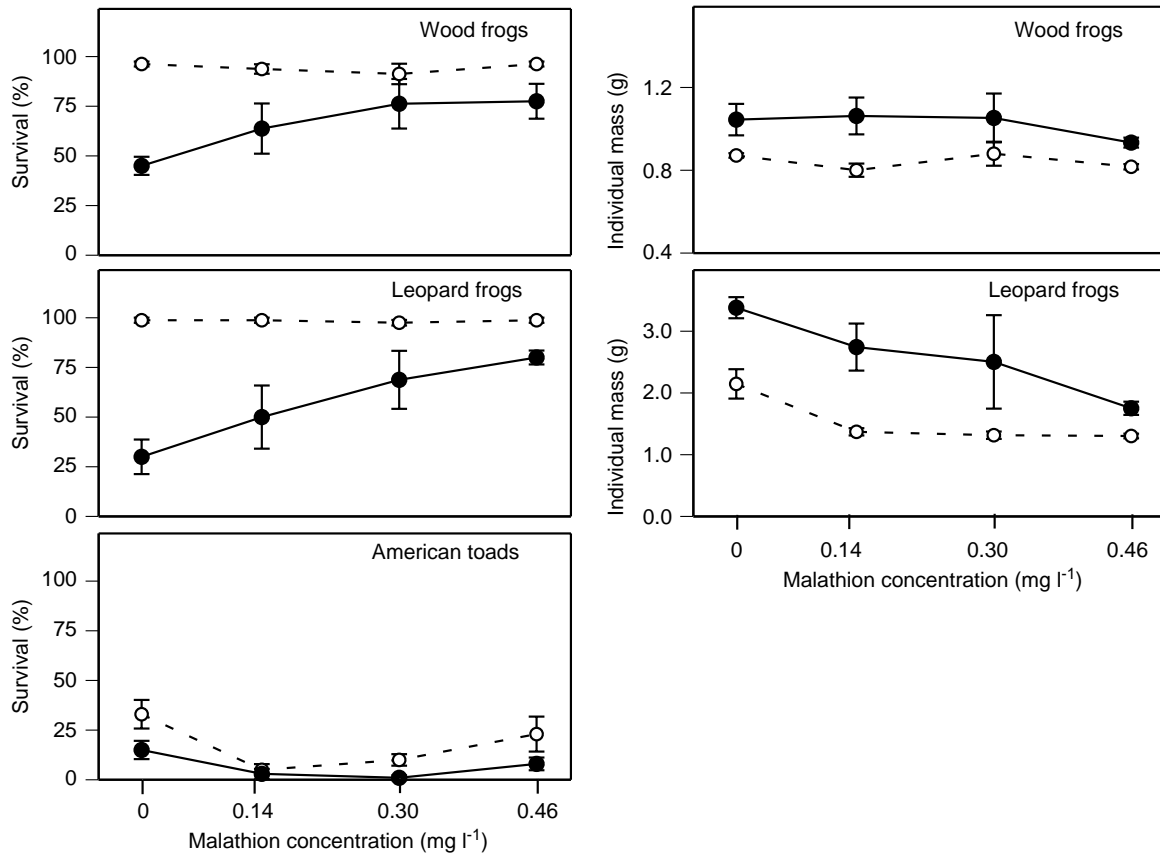 Wood frogs
Survival (%)
100
75
50
25
0
Leopard frogs
Survival (%)
100
75
50
25
0
American toads
Survival (%)
100
75
50
25
0
0 0.14 0.30 0.46
Malathion concentration (mg l⁻¹)
Wood frogs
Individual mass (g)
1.2
0.8
0.4
Leopard frogs
Individual mass (g)
3.0
2.0
1.0
0.0
0 0.14 0.30 0.46
Malathion concentration (mg l⁻¹)